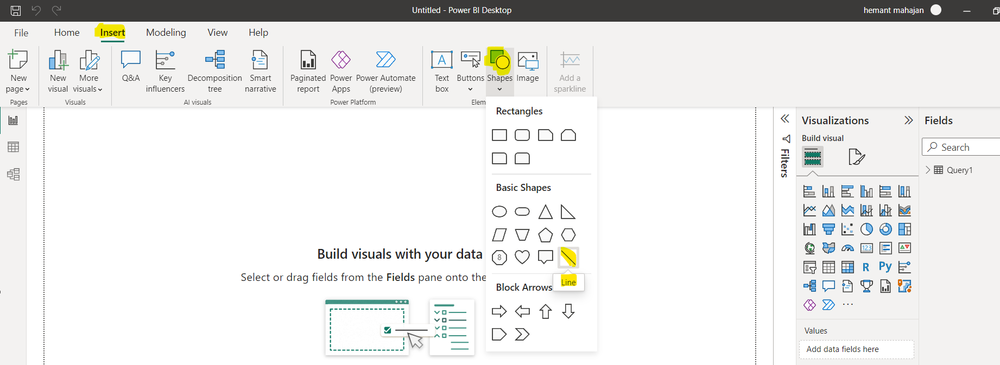 Untitled - Power BI Desktop
hemant mahajan
File
Home
Insert
Modeling
View
Help
New
page
New
visual
More
visuals
Q&A
Key
influencers
Decomposition
tree
Smart
narrative
Paginated
report
Power
Apps
Power Automate
(preview)
Text
box
Buttons
Shapes
Image
Add a
sparkline
Pages
Visuals
AI visuals
Power Platform
Elem
Rectangles
Basic Shapes
8
Line
Block Arrows
Build visuals with your data
Select or drag fields from the Fields pane onto the
Filters
Visualizations
Build visual
123
R
Py
Values
Add data fields here
Fields
Search
Query1